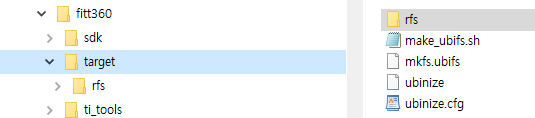 fitt360
sdk
target
rfs
ti_tools
rfs
make_ubifs.sh
mkfs.ubifs
ubinize
ubinize.cfg